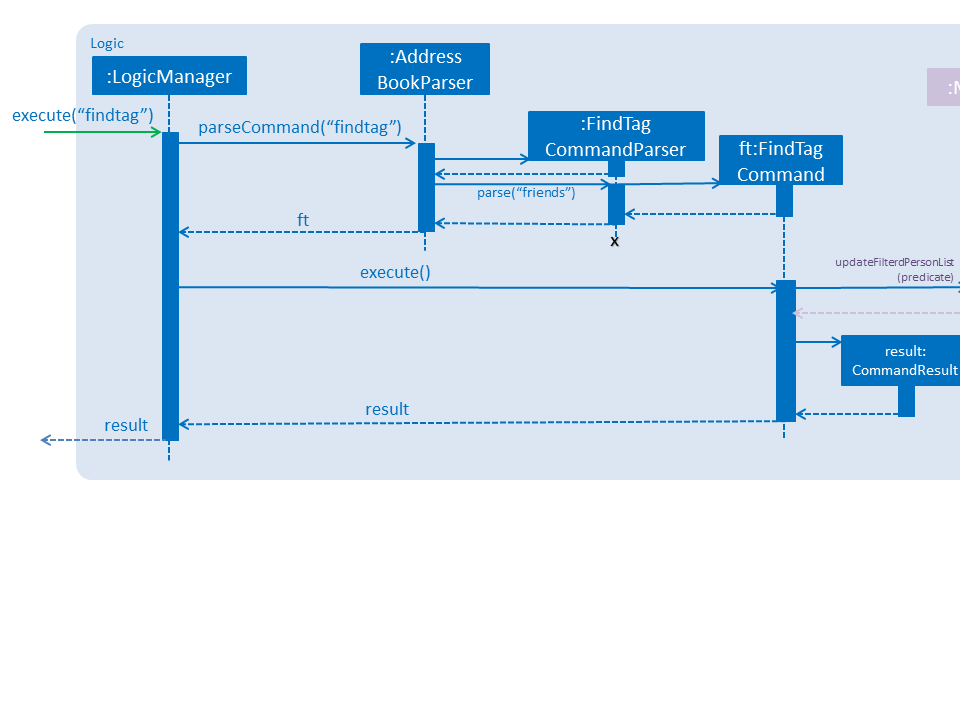 Logic
:LogicManager
:Address
BookParser
:M
execute(“findtag”)
parseCommand(“findtag”)
:FindTag
CommandParser
ft:FindTag
Command
parse(“friends”)
ft
x
execute()
updateFilterdPersonList
(predicate)
result:
CommandResult
result
result